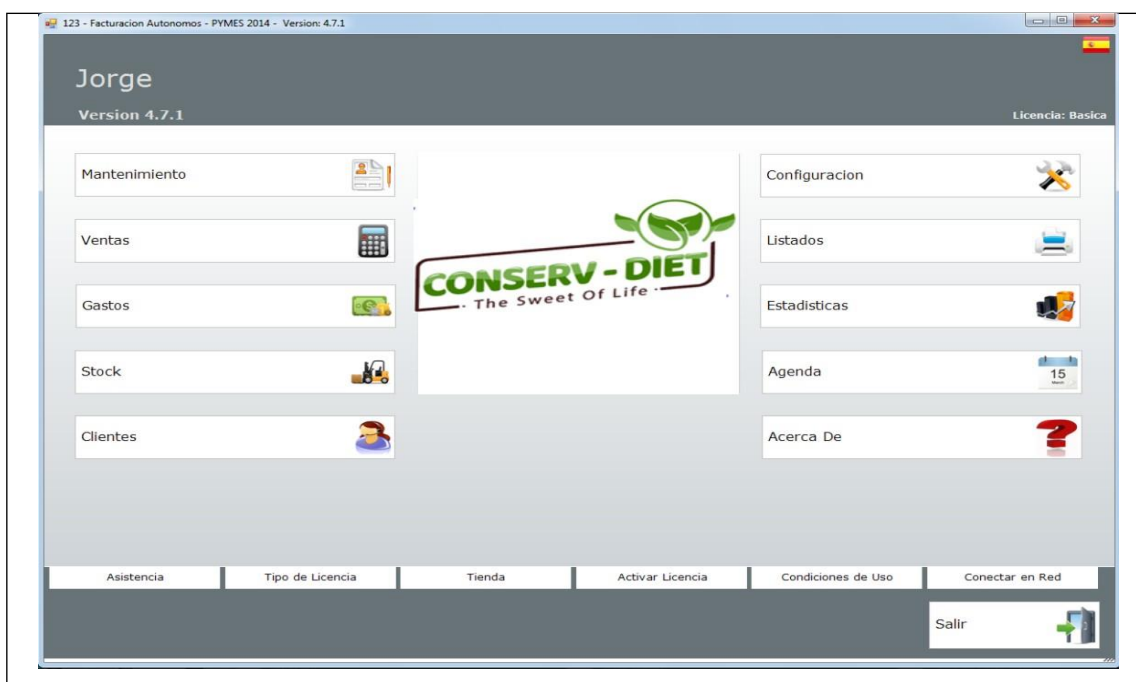 123 - Facturacion Autonomos - PYMES 2014 - Version: 4.7.1
Jorge
Version 4.7.1
Licencia: Basica
Mantenimiento
Ventas
Gastos
Stock
Clientes
CONSERV - DIET
The Sweet Of Life
Configuracion
Listados
Estadisticas
Agenda
15
Acerca De
Asistencia
Tipo de Licencia
Tienda
Activar Licencia
Condiciones de Uso
Conectar en Red
Salir